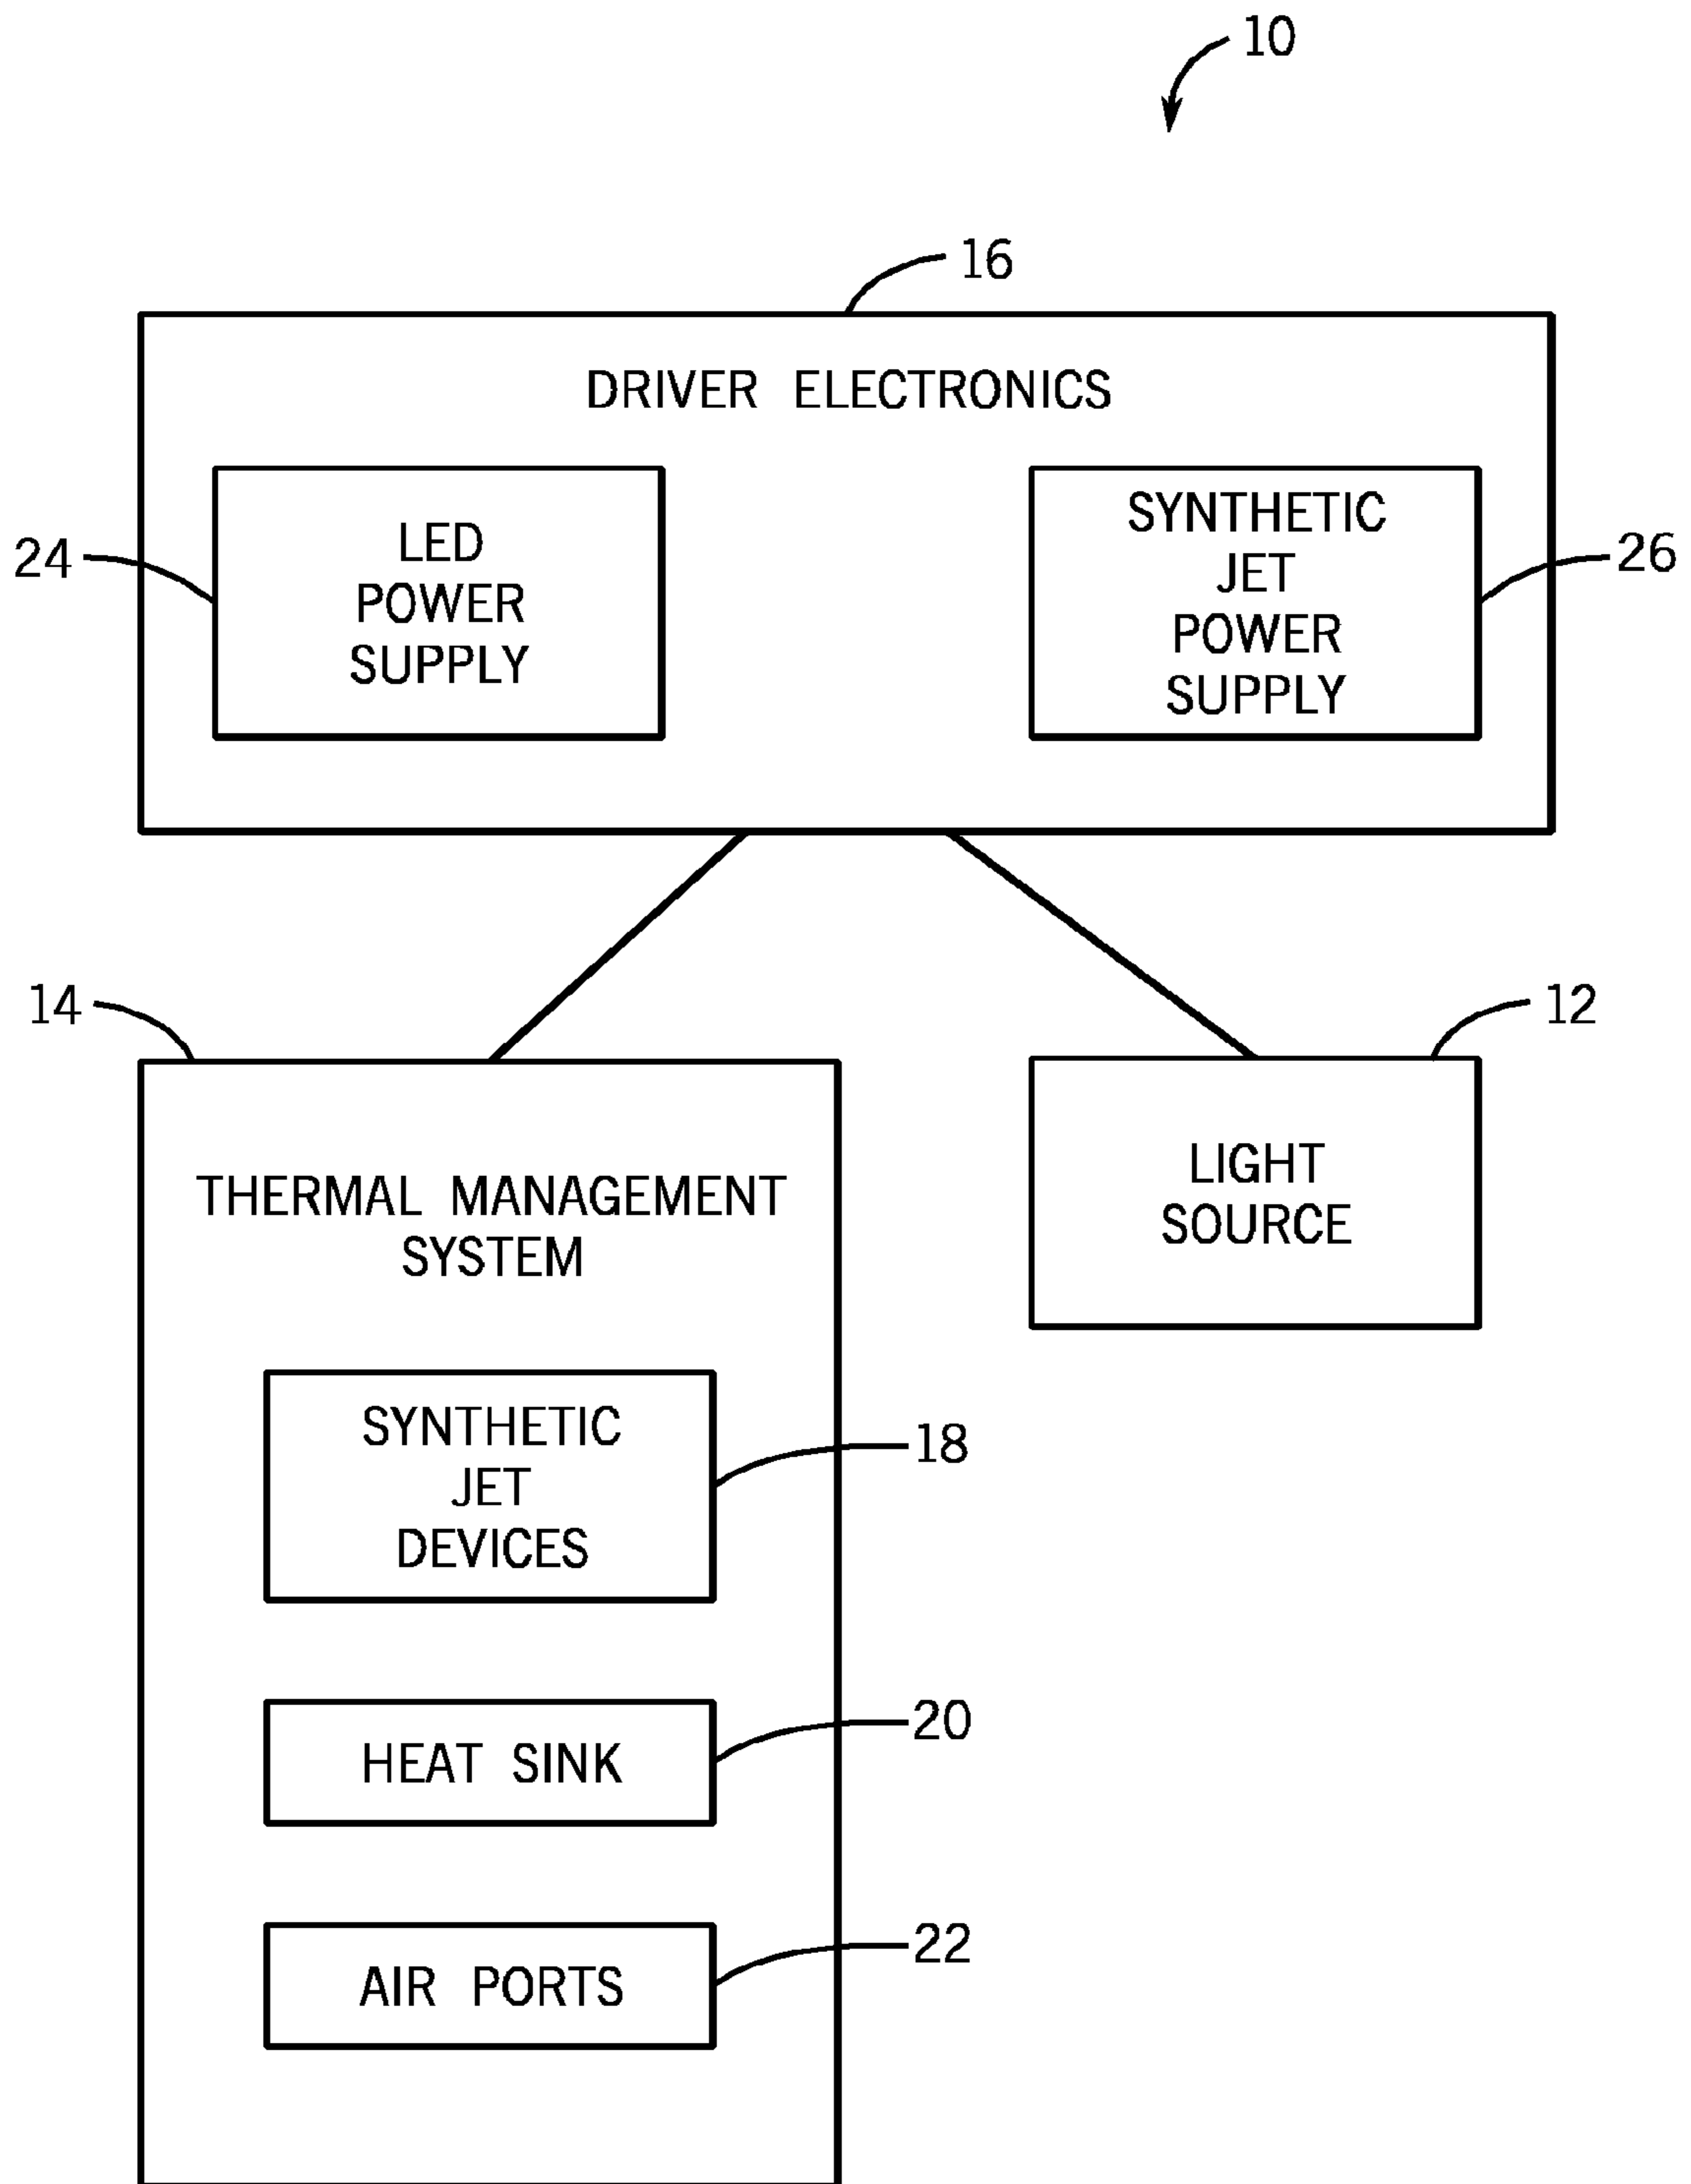 10
16
DRIVER ELECTRONICS
24
LED
POWER
SUPPLY
SYNTHETIC
JET
POWER
SUPPLY
26
14
THERMAL MANAGEMENT
SYSTEM
12
LIGHT
SOURCE
SYNTHETIC
JET
DEVICES
18
HEAT SINK
20
AIR PORTS
22